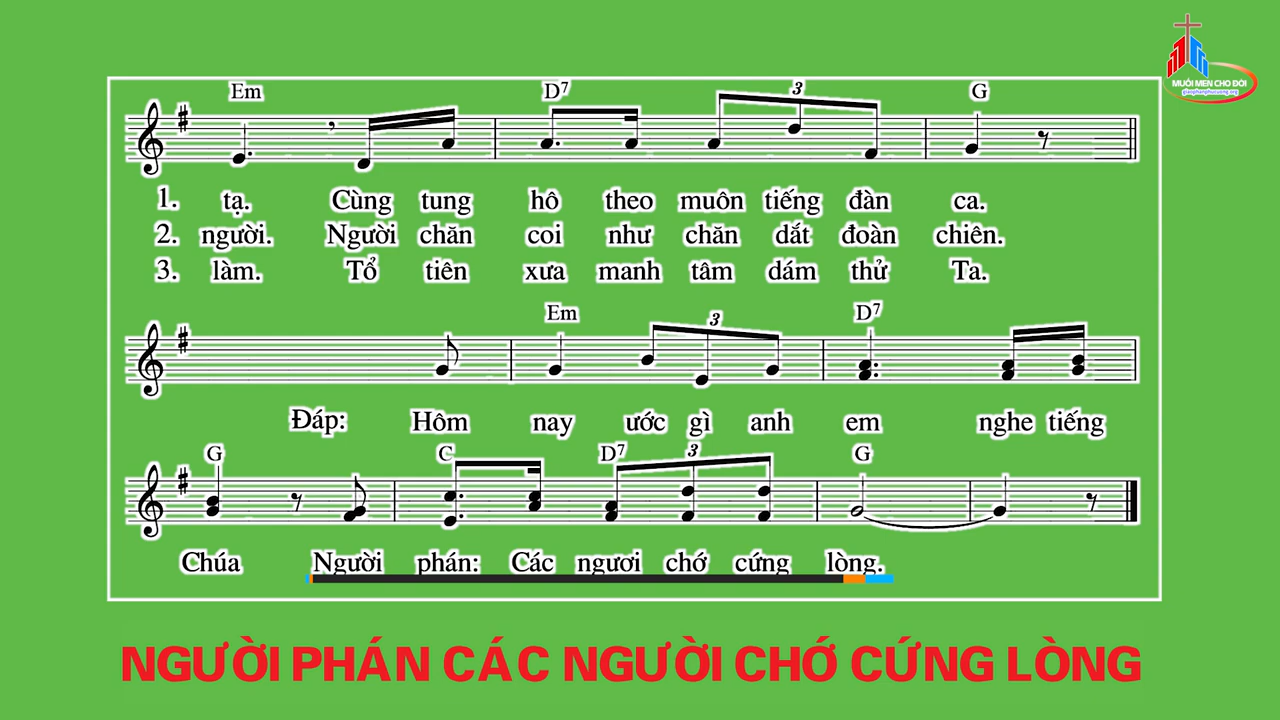 MUỐI MEN CHO ĐỜI
giaophanphucuong.org
Em D7 3 G
1. tạ. Cùng tung hô theo muôn tiếng đàn ca.
2. người. Người chăn coi như chăn dắt đoàn chiên.
3. làm. Tổ tiên xưa manh tâm dám thử Ta.
Em 3 D7
Đáp: Hôm nay ước gì anh em nghe tiếng
G C D7 3 G
Chúa Người phán: Các ngươi chớ cứng lòng.
NGƯỜI PHÁN CÁC NGƯỜI CHỚ CỨNG LÒNG